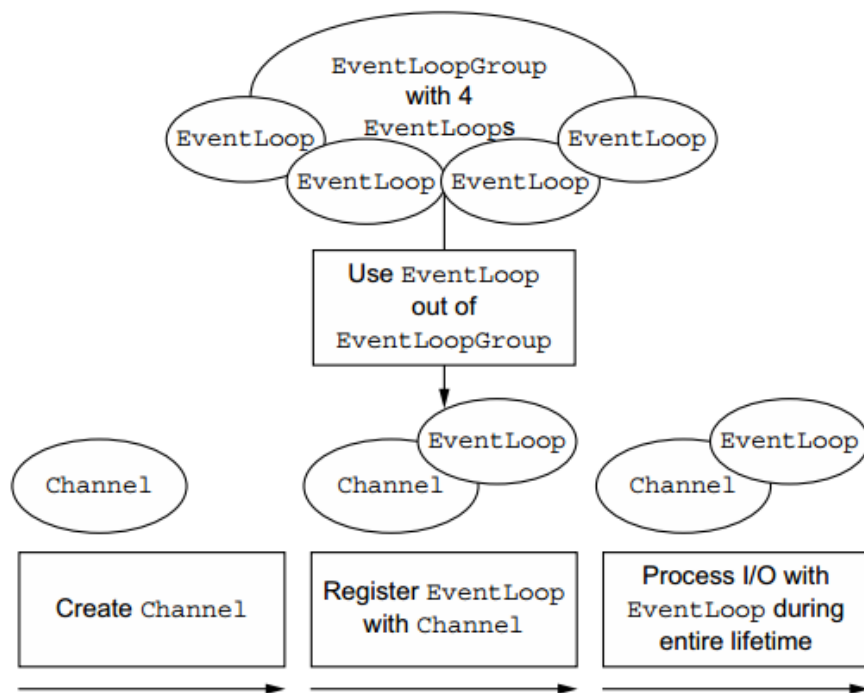 EventLoopGroup
with 4
EventLoops
EventLoop
EventLoop
EventLoop
EventLoop
Use EventLoop
out of
EventLoopGroup
Channel
Channel
EventLoop
Channel
EventLoop
Create Channel
Register EventLoop
with Channel
Process I/O with
EventLoop during
entire lifetime